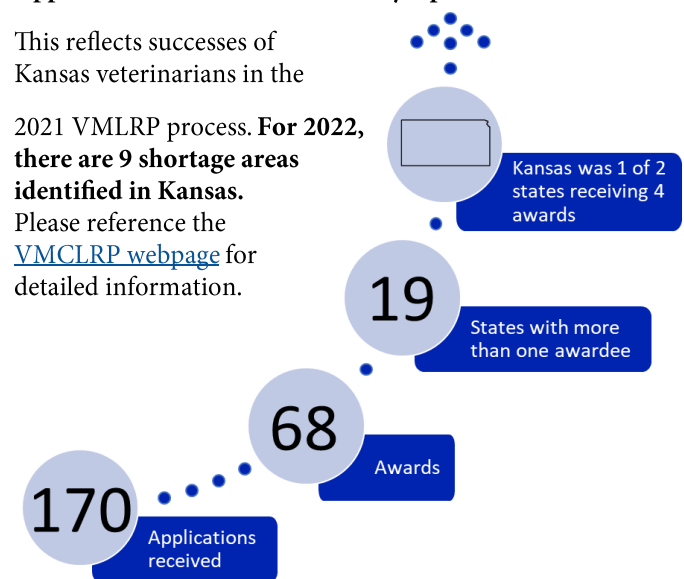 This reflects successes of
Kansas veterinarians in the
2021 VMLRP process. For 2022,
there are 9 shortage areas
identified in Kansas.
Please reference the
VMCLRP webpage for
detailed information.
Kansas was 1 of 2
states receiving 4
awards
19
States with more
than one awardee
68
Awards
170
Applications
received